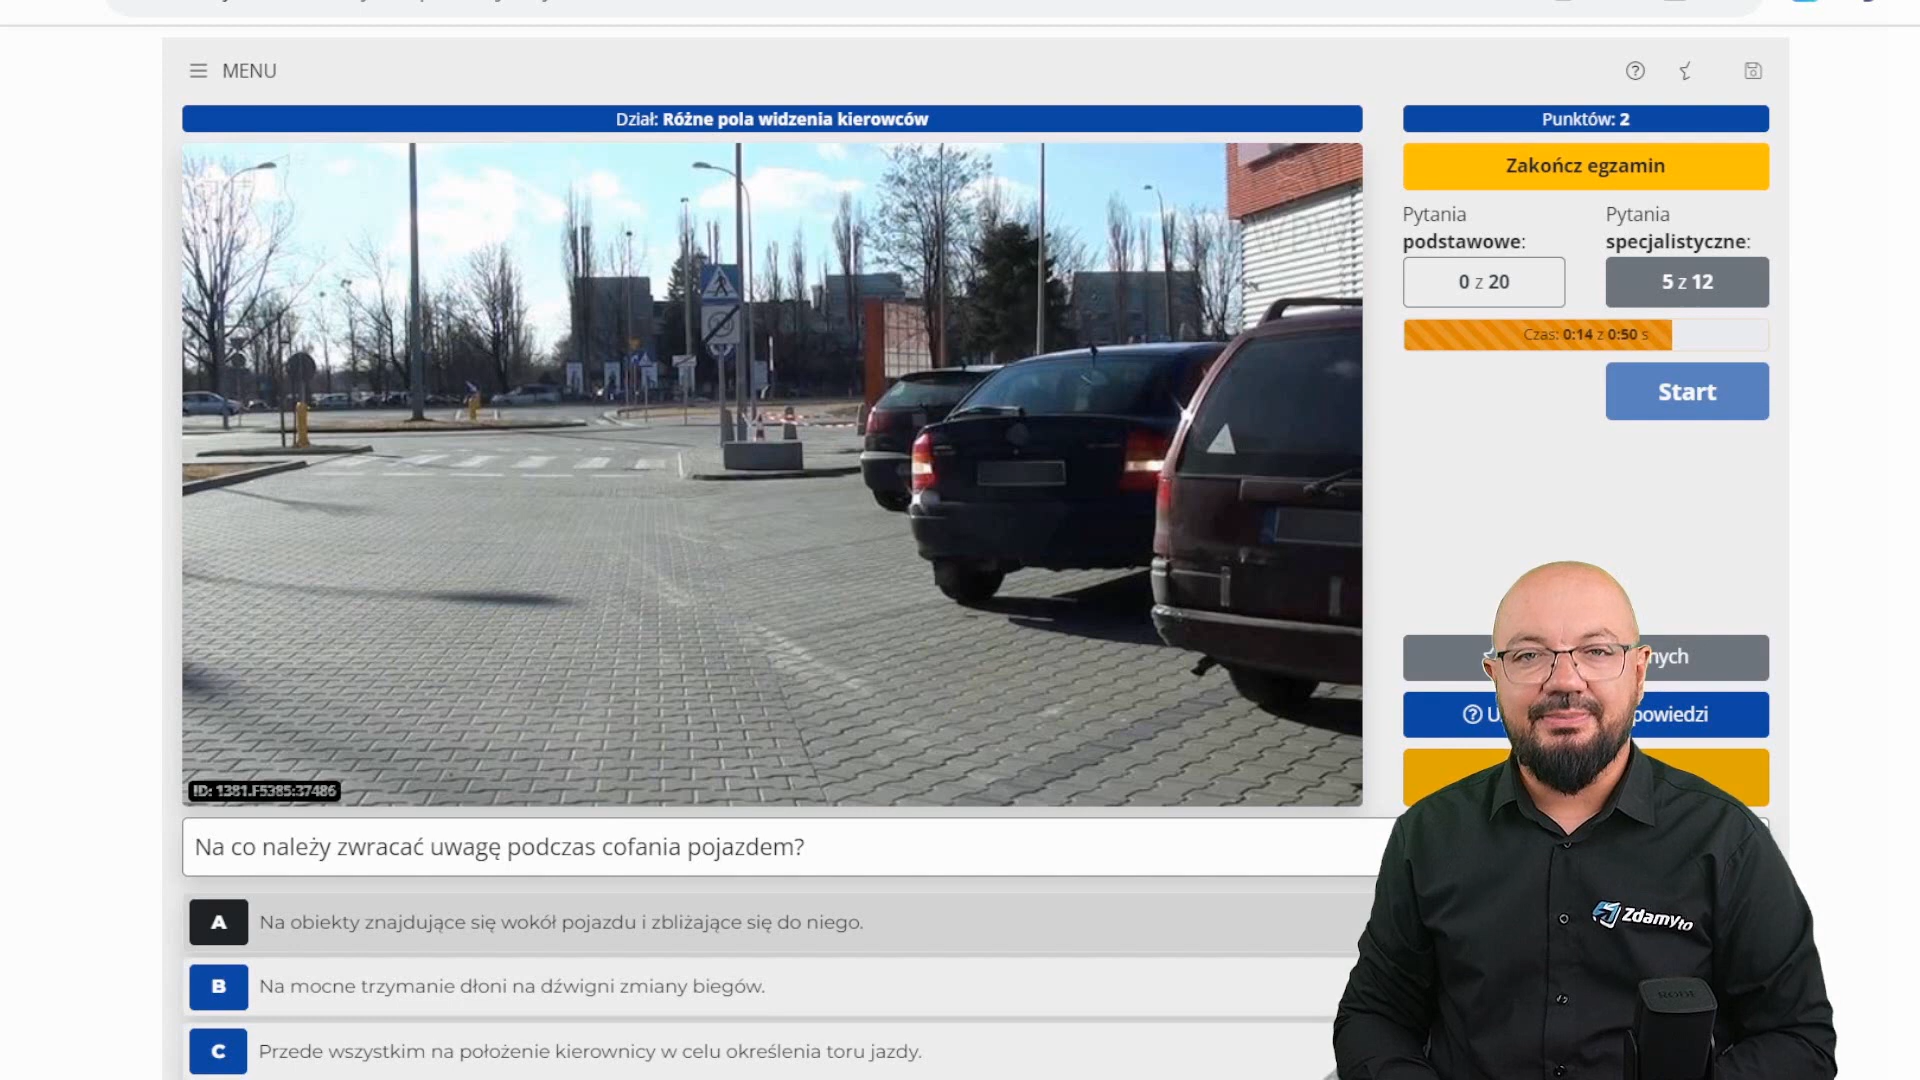 MENU
Dział: Różne pola widzenia kierowców
Punktów: 2
Zakończ egzamin
Pytania
podstawowe:
Pytania
specjalistyczne:
0 z 20
5 z 12
Czas: 0:14 z 0:50 s
Start
nych
U
powiedzi
ID: 1381.F5385:37486
Na co należy zwracać uwagę podczas cofania pojazdem?
A Na obiekty znajdujące się wokół pojazdu i zbliżające się do niego.
B Na mocne trzymanie dłoni na dźwigni zmiany biegów.
C Przede wszystkim na położenie kierownicy w celu określenia toru jazdy.
Zdamyto
RODE